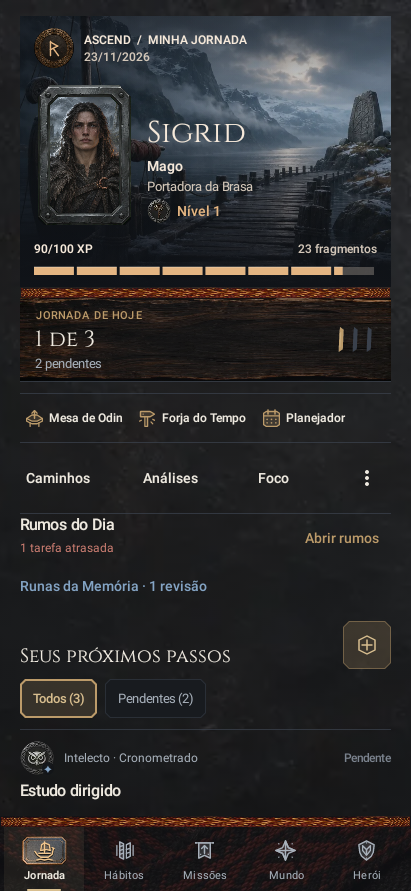 ASCEND / MINHA JORNADA
23/11/2026
SIGRID
Mago
Portadora da Brasa
Nível 1
90/100 XP
23 fragmentos
JORNADA DE HOJE
1 DE 3
2 pendentes
Mesa de Odin
Forja do Tempo
Planejador
Caminhos
Análises
Foco
Rumos do Dia
1 tarefa atrasada
Abrir rumos
Runas da Memória · 1 revisão
SEUS PRÓXIMOS PASSOS
Todos (3)
Pendentes (2)
Intelecto · Cronometrado
Pendente
Estudo dirigido
Jornada
Hábitos
Missões
Mundo
Herói